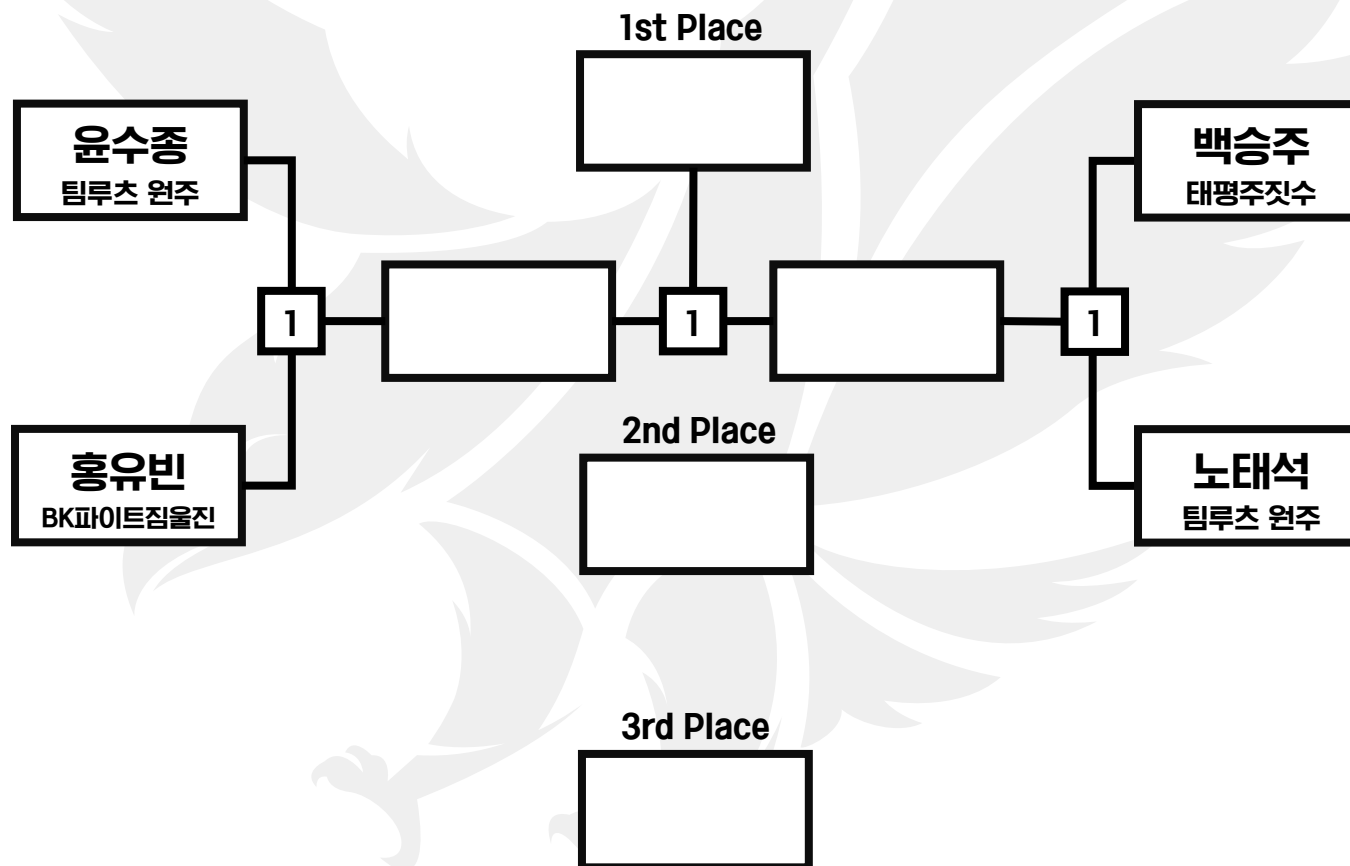 1st Place
윤수종
팀루츠 원주
백승주
태평주짓수
1
1
1
2nd Place
홍유빈
BK파이트짐울진
노태석
팀루츠 원주
3rd Place